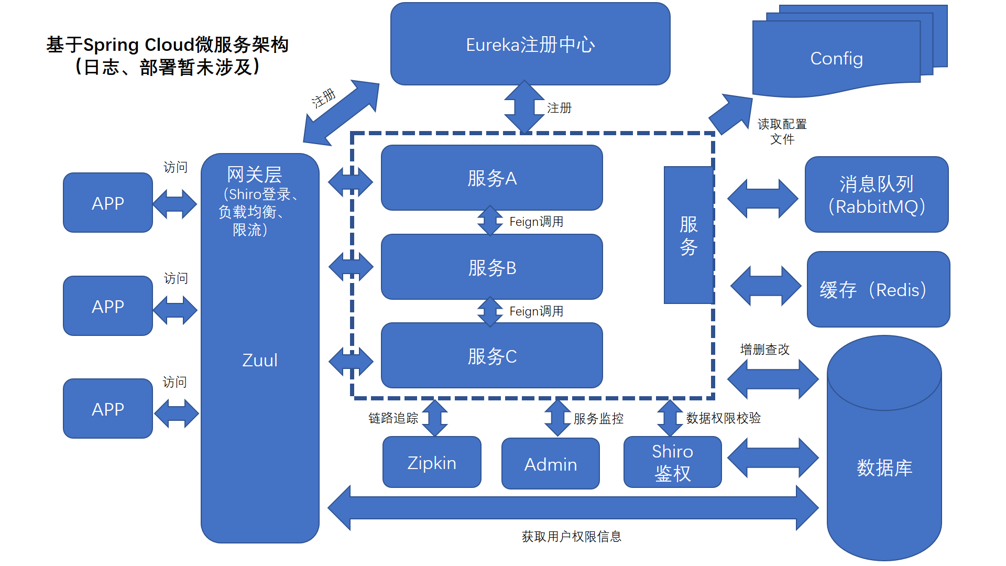 基于Spring Cloud微服务架构
（日志、部署暂未涉及）
Eureka注册中心
Config
注册
注册
读取配置
文件
访问
APP
访问
APP
访问
APP
网关层
（Shiro登录、
负载均衡、
限流）
Zuul
服务A
Feign调用
服务B
Feign调用
服务C
服
务
消息队列
（RabbitMQ）
缓存（Redis）
增删查改
数据库
链路追踪
服务监控
数据权限校验
Zipkin
Admin
Shiro
鉴权
获取用户权限信息